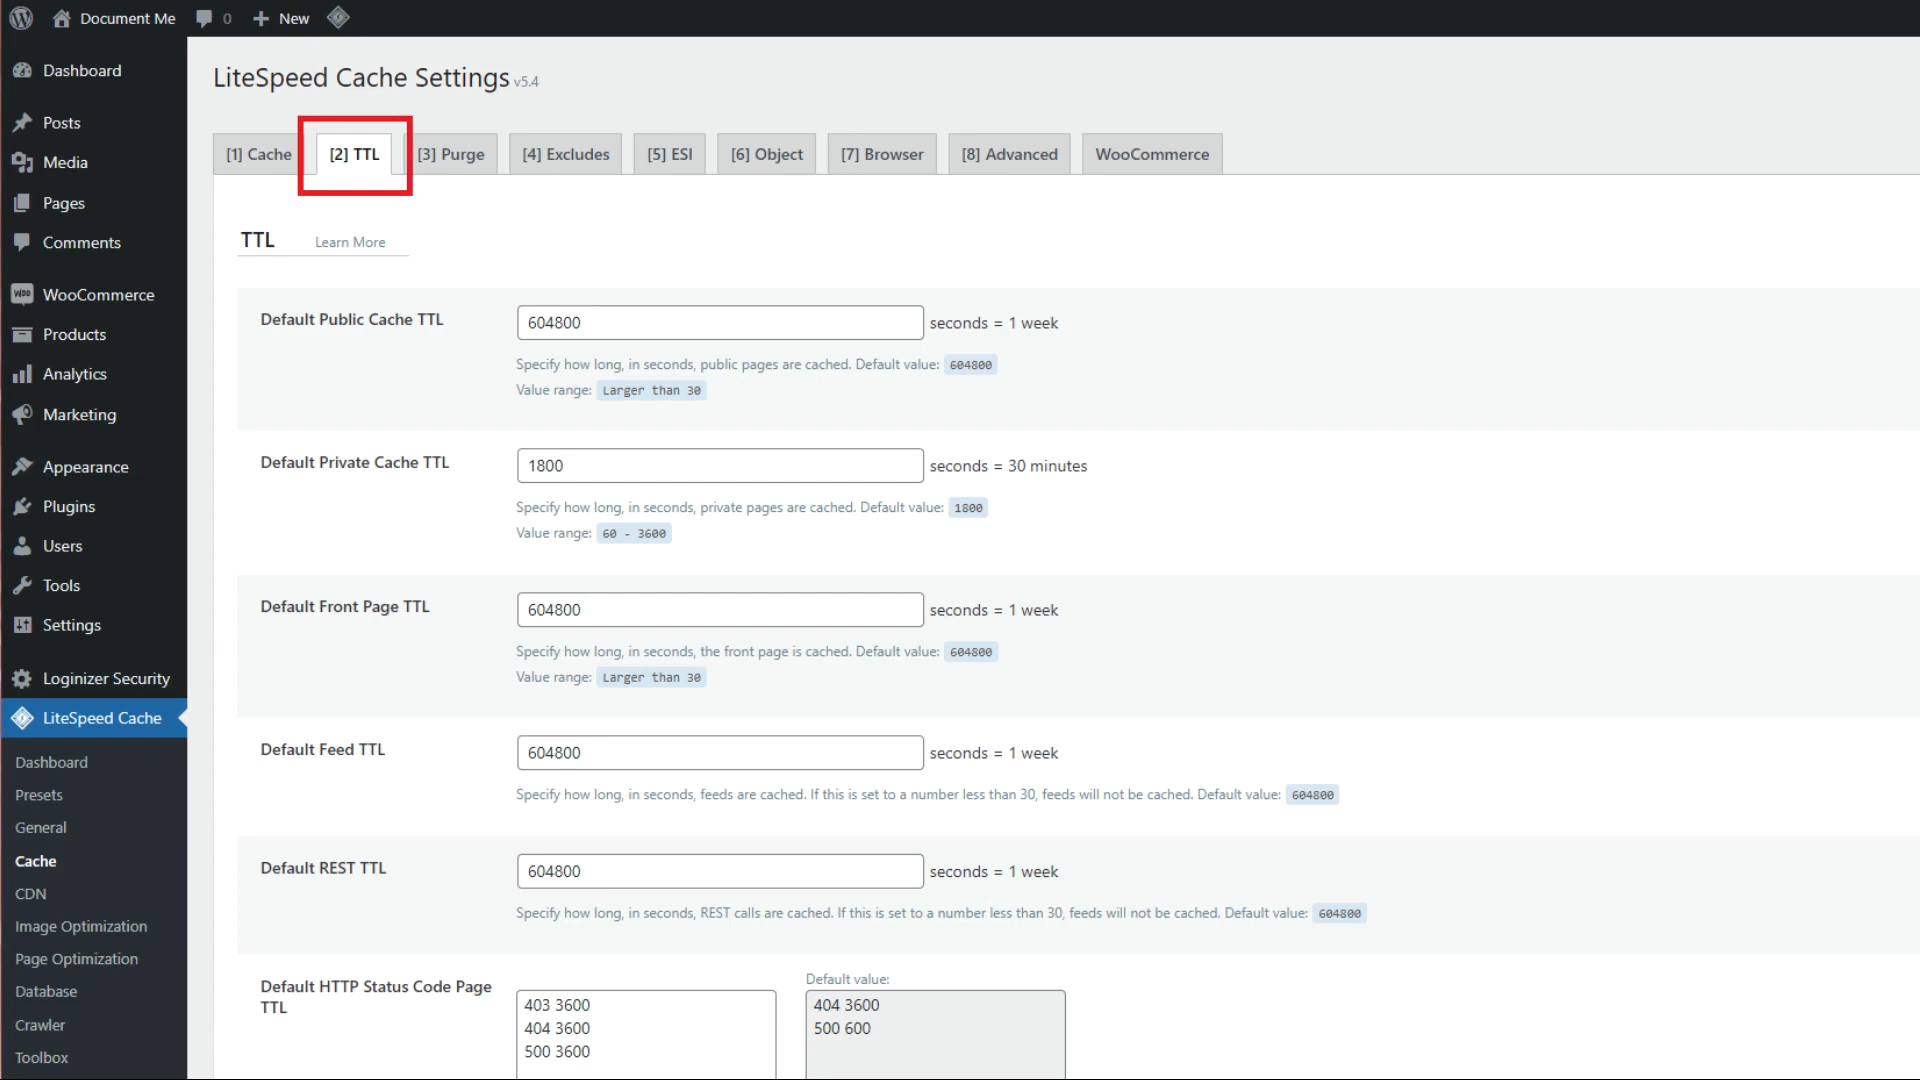 Document Me
0
New
Dashboard
Posts
Media
Pages
Comments
WooCommerce
Products
Analytics
Marketing
Appearance
Plugins
Users
Tools
Settings
Loginizer Security
LiteSpeed Cache
Dashboard
Presets
General
Cache
CDN
Image Optimization
Page Optimization
Database
Crawler
Toolbox
LiteSpeed Cache Settings v5.4
[1] Cache
[2] TTL
[3] Purge
[4] Excludes
[5] ESI
[6] Object
[7] Browser
[8] Advanced
WooCommerce
TTL Learn More
Default Public Cache TTL
604800 seconds = 1 week
Specify how long, in seconds, public pages are cached. Default value: 604800
Value range: Larger than 30
Default Private Cache TTL
1800 seconds = 30 minutes
Specify how long, in seconds, private pages are cached. Default value: 1800
Value range: 60 - 3600
Default Front Page TTL
604800 seconds = 1 week
Specify how long, in seconds, the front page is cached. Default value: 604800
Value range: Larger than 30
Default Feed TTL
604800 seconds = 1 week
Specify how long, in seconds, feeds are cached. If this is set to a number less than 30, feeds will not be cached. Default value: 604800
Default REST TTL
604800 seconds = 1 week
Specify how long, in seconds, REST calls are cached. If this is set to a number less than 30, feeds will not be cached. Default value: 604800
Default HTTP Status Code Page
TTL
403 3600
404 3600
500 3600
Default value:
404 3600
500 600